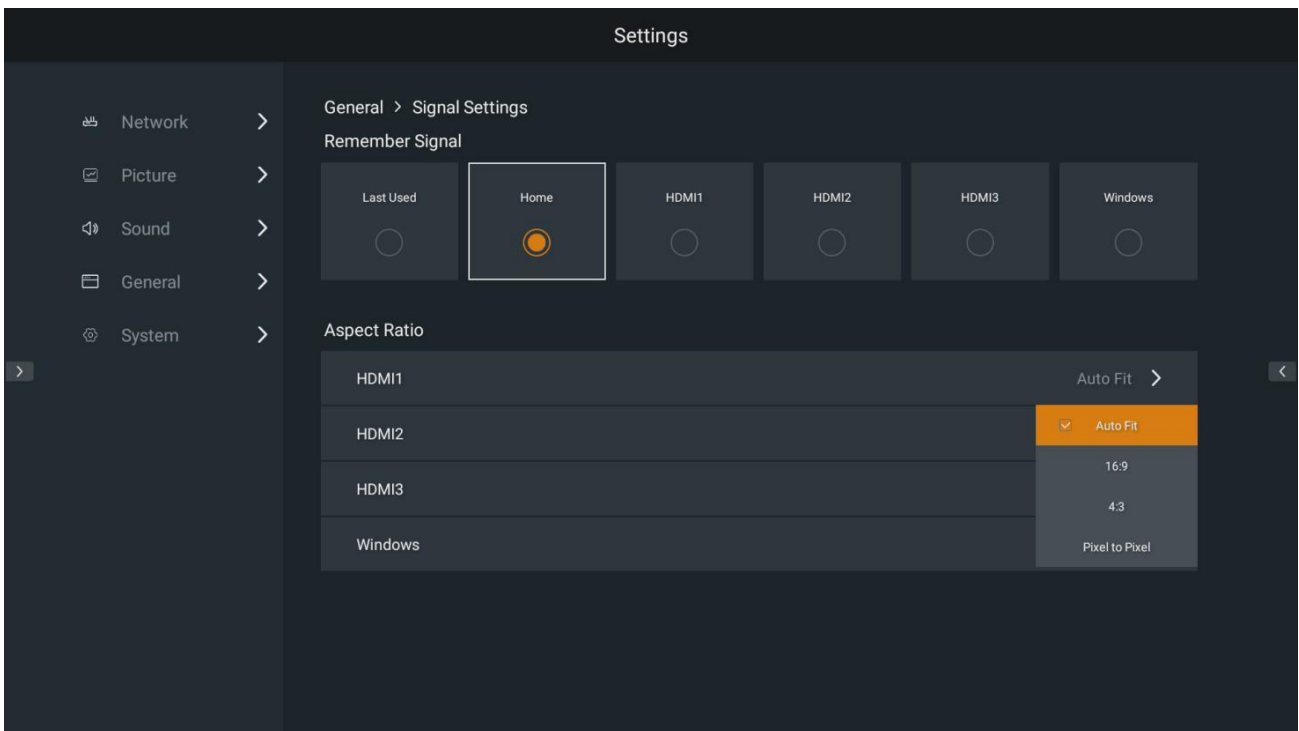 Settings
Network
Picture
Sound
General
System
General > Signal Settings
Remember Signal
Last Used Home HDMI1 HDMI2 HDMI3 Windows
Aspect Ratio
HDMI1 Auto Fit
HDMI2
HDMI3
Windows
Auto Fit
16:9
4:3
Pixel to Pixel